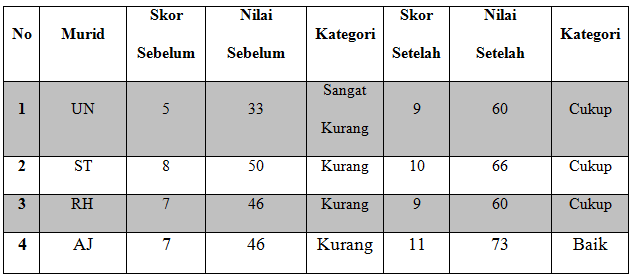 No Murid Skor Sebelum Nilai Sebelum Kategori Skor Setelah Nilai Setelah Kategori
1 UN 5 33 Sangat Kurang 9 60 Cukup
2 ST 8 50 Kurang 10 66 Cukup
3 RH 7 46 Kurang 9 60 Cukup
4 AJ 7 46 Kurang 11 73 Baik